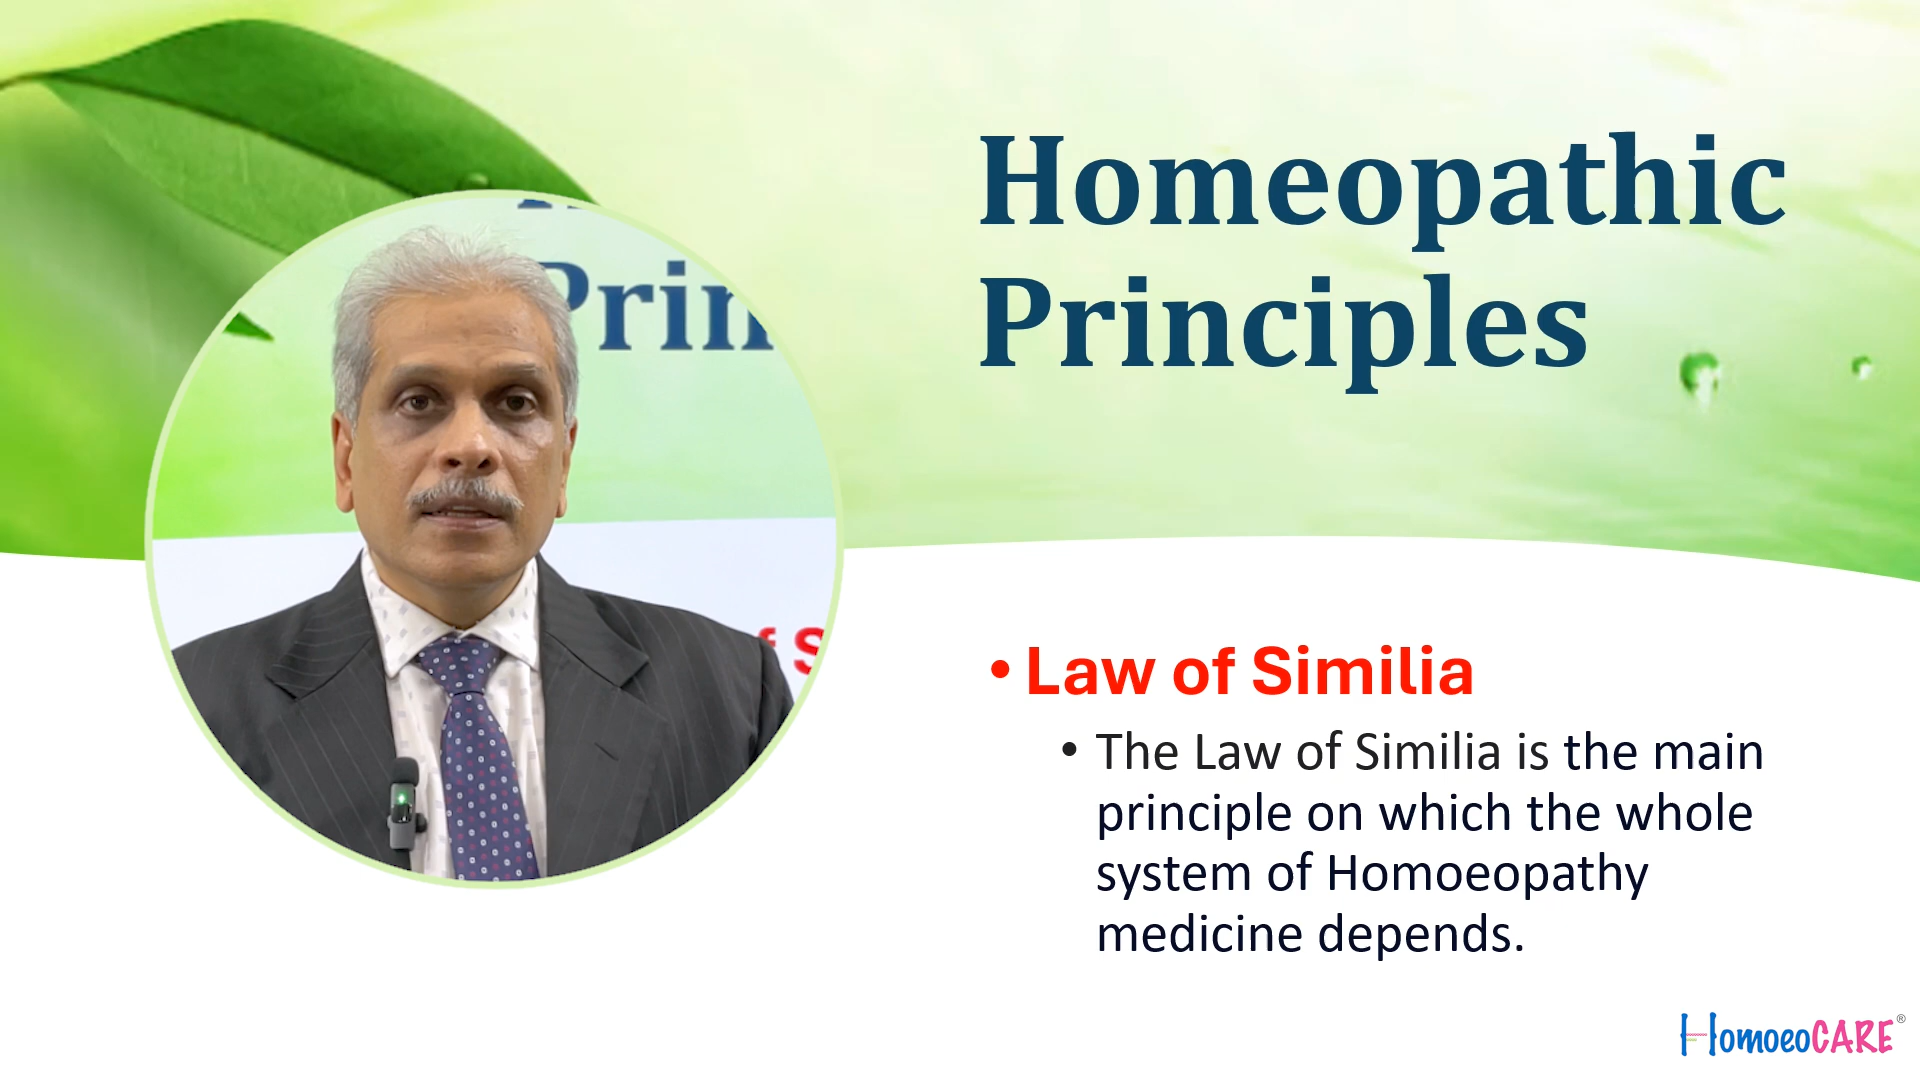 Homeopathic
Principles
Prin
f S
• Law of Similia
• The Law of Similia is the main
principle on which the whole
system of Homoeopathy
medicine depends.
HomoeoCARE®